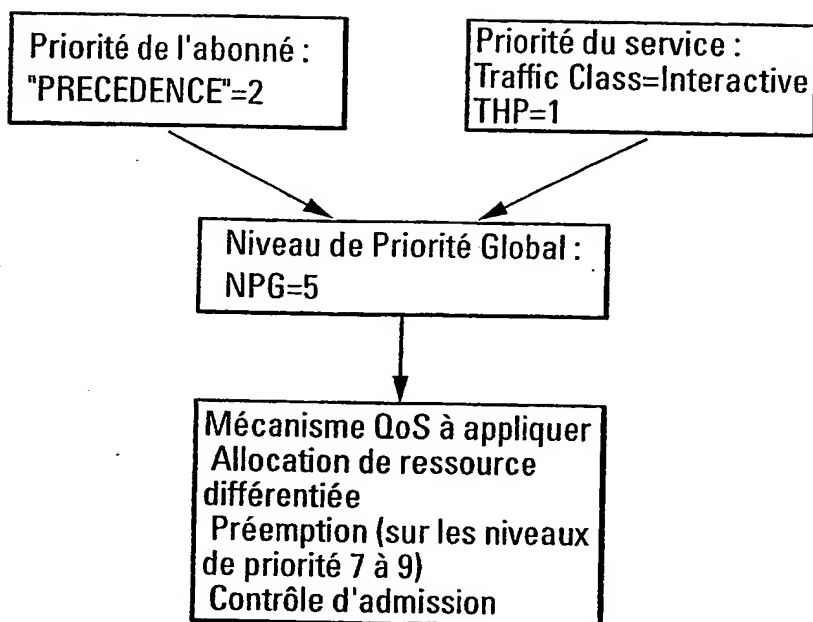 Priorité de l'abonné :
"PRECEDENCE"=2
Priorité du service :
Traffic Class=Interactive
THP=1
Niveau de Priorité Global :
NPG=5
Mécanisme QoS à appliquer
Allocation de ressource
différentiée
Préemption (sur les niveaux
de priorité 7 à 9)
Contrôle d'admission